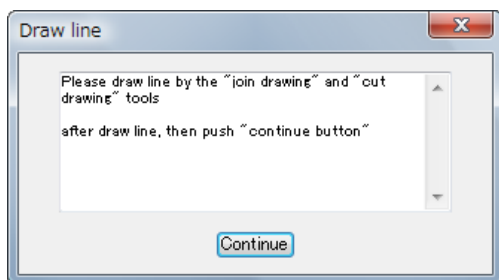 Draw line
Please draw line by the "join drawing" and "cut
drawing" tools
after draw line, then push "continue button"
Continue